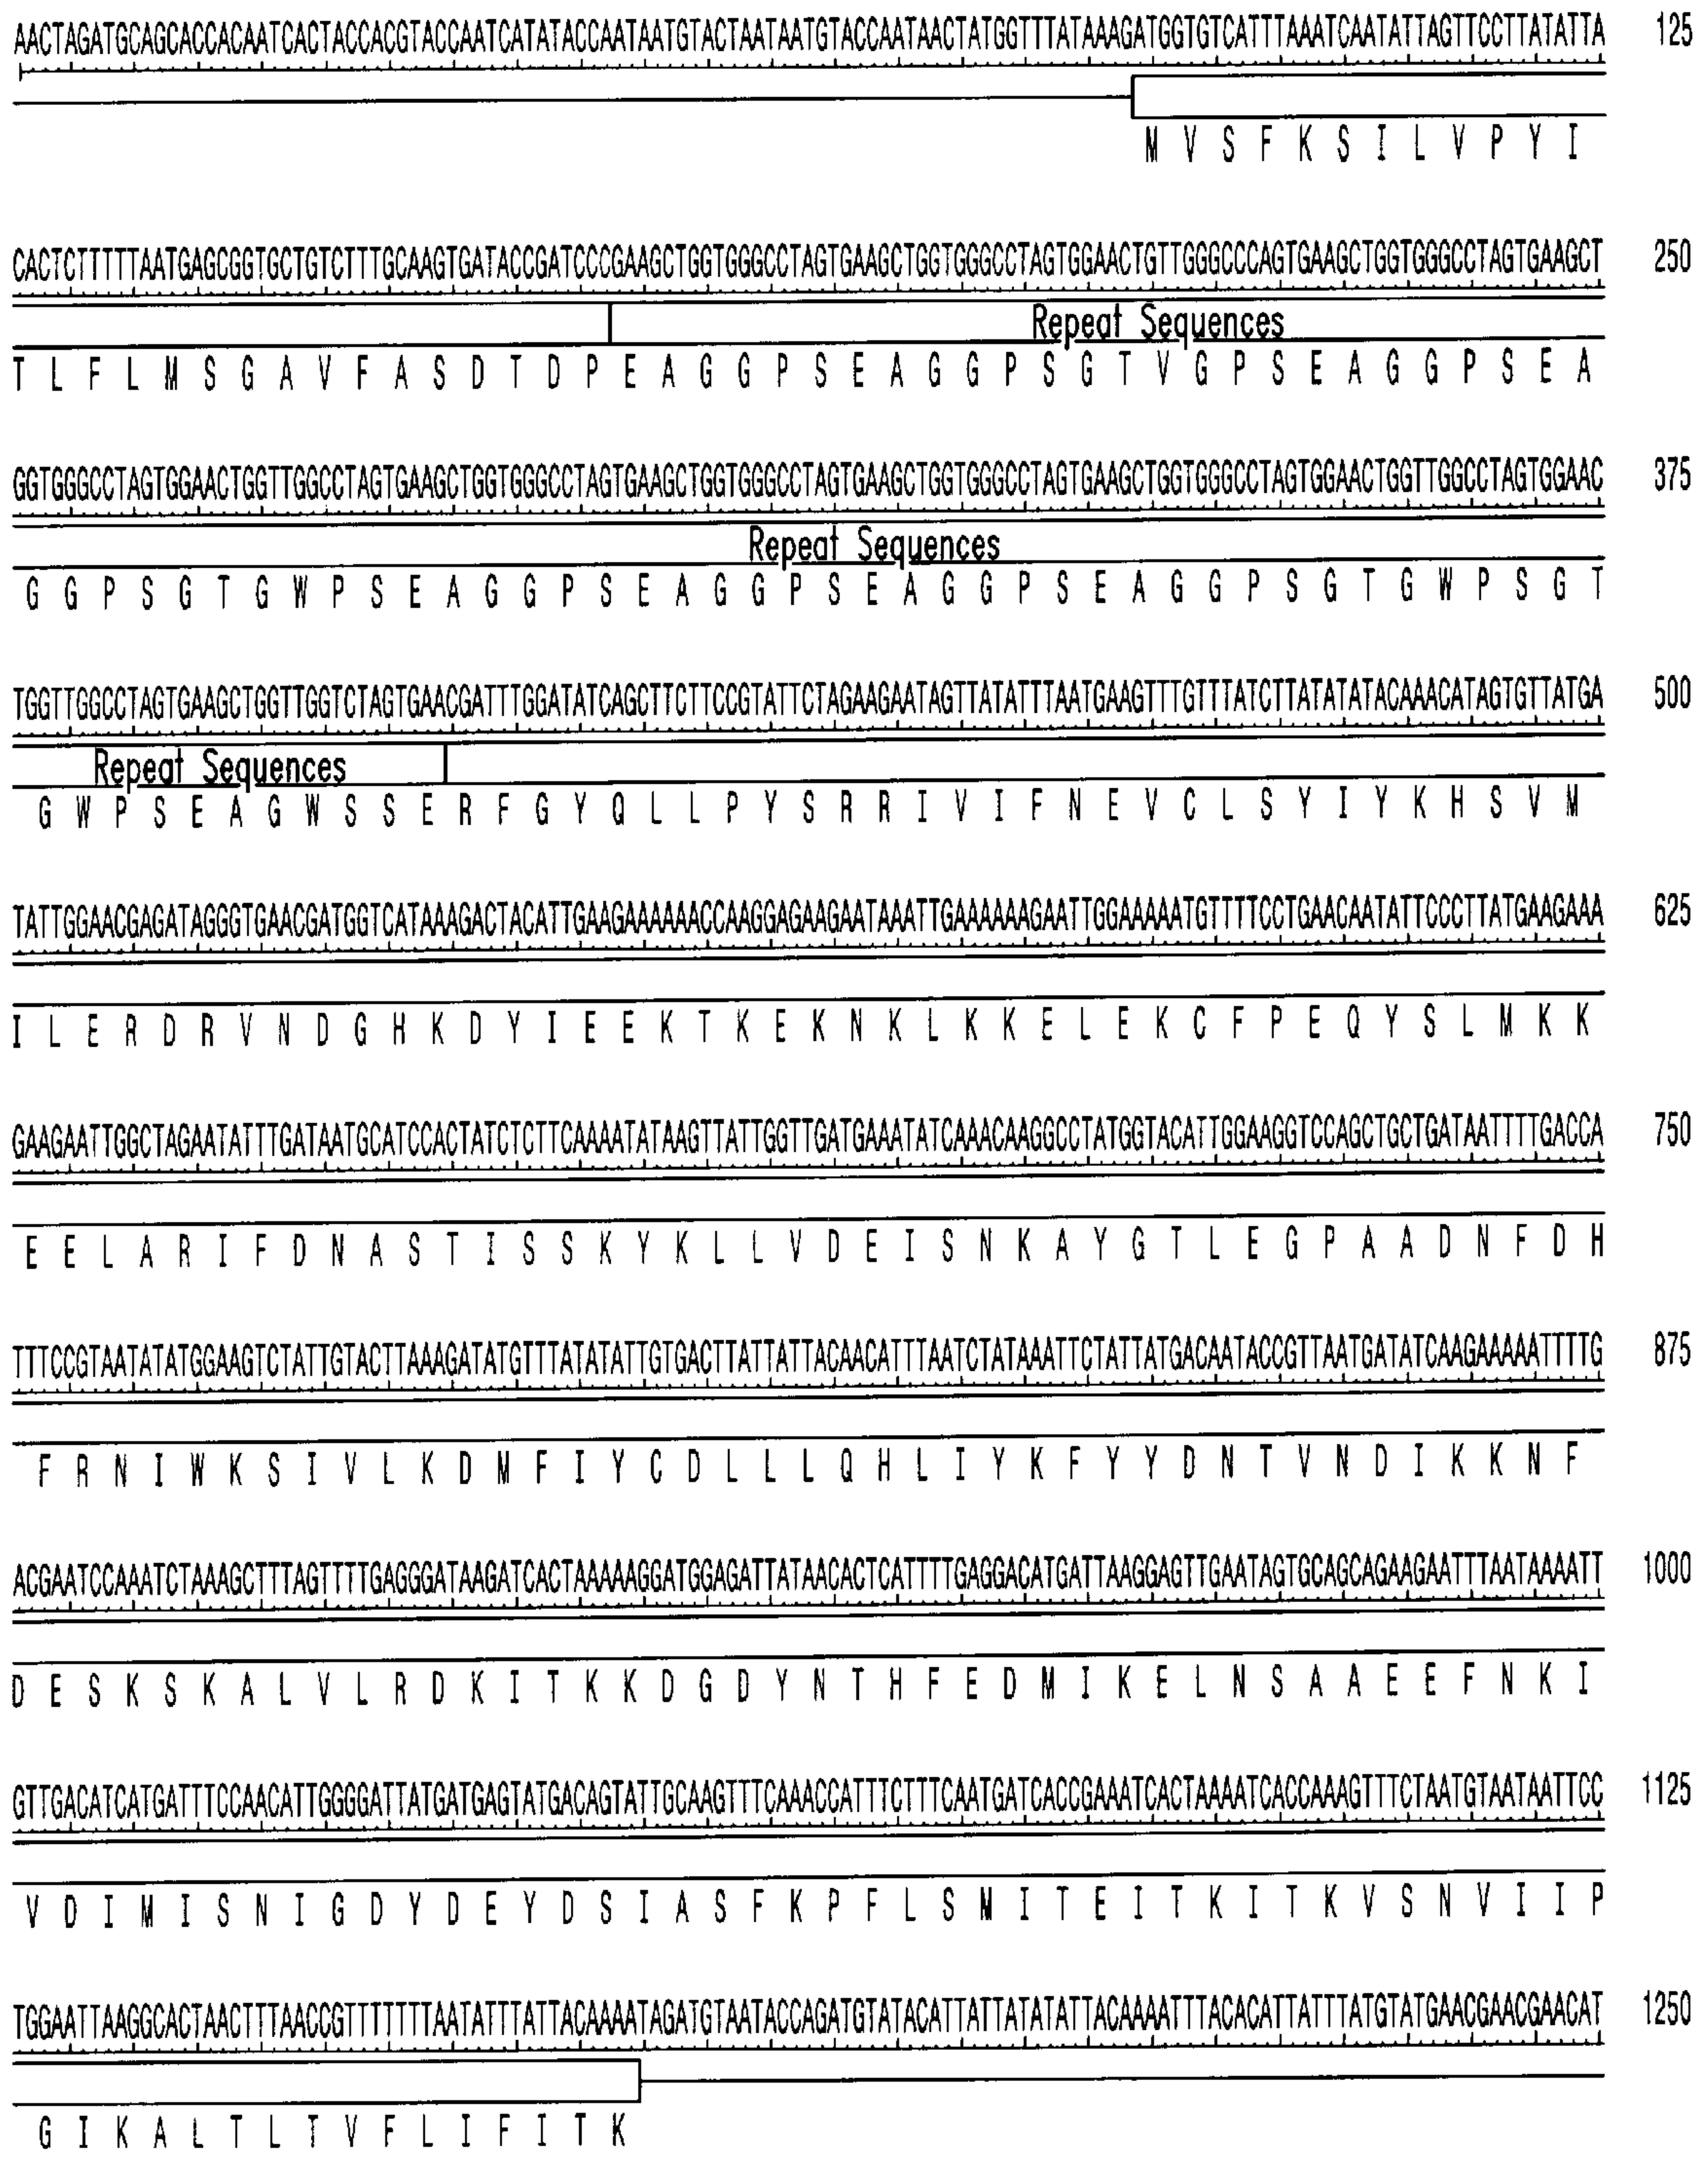 AACTAGATGCAGCACCACAATCACTACCACGTACCAATCATATACCAATAATGTACTAATAATGTACCAATAACTATGGTTTATAAAGATGGTGTCATTTAAATCAATATTAGTTCCTTATATTA 125
M V S F K S I L V P Y I
CACTCTTTTTAATGAGCGGTGCTGTCTTTGCAAGTGATACCGATCCCGAAGCTGGTGGGCCTAGTGAAGCTGGTGGGCCTAGTGGAACTGTTGGGCCCAGTGAAGCTGGTGGGCCTAGTGAAGCT 250
Repeat Sequences
T L F L M S G A V F A S D T D P E A G G P S E A G G P S G T V G P S E A G G P S E A
GGTGGGCCTAGTGGAACTGGTTGGCCTAGTGAAGCTGGTGGGCCTAGTGAAGCTGGTGGGCCTAGTGAAGCTGGTGGGCCTAGTGAAGCTGGTGGGCCTAGTGGAACTGGTTGGCCTAGTGGAAC 375
Repeat Sequences
G G P S G T G W P S E A G G P S E A G G P S E A G G P S E A G G P S G T G W P S G T
TGGTTGGCCTAGTGAAGCTGGTTGGTCTAGTGAACGATTTGGATATCAGCTTCTTCCGTATTCTAGAAGAATAGTTATATTTAATGAAGTTTGTTTATCTTATATATACAAACATAGTGTTATGA 500
Repeat Sequences
G W P S E A G W S S E R F G Y Q L L P Y S R R I V I F N E V C L S Y I Y K H S V M
TATTGGAACGAGATAGGGTGAACGATGGTCATAAAGACTACATTGAAGAAAAAACCAAGGAGAAGAATAAATTGAAAAAAGAATTGGAAAAATGTTTTCCTGAACAATATTCCCTTATGAAGAAA 625
I L E R D R V N D G H K D Y I E E K T K E K N K L K K E L E K C F P E Q Y S L M K K
GAAGAATTGGCTAGAATATTTGATAATGCATCCACTATCTCTTCAAAATATAAGTTATTGGTTGATGAAATATCAAACAAGGCCTATGGTACATTGGAAGGTCCAGCTGCTGATAATTTTGACCA 750
E E L A R I F D N A S T I S S K Y K L L V D E I S N K A Y G T L E G P A A D N F D H
TTTCCGTAATATATGGAAGTCTATTGTACTTAAAGATATGTTTATATATTGTGACTTATTATTACAACATTTAATCTATAAATTCTATTATGACAATACCGTTAATGATATCAAGAAAAATTTTG 875
F R N I W K S I V L K D M F I Y C D L L L Q H L I Y K F Y Y D N T V N D I K K N F
ACGAATCCAAATCTAAAGCTTTAGTTTTGAGGGATAAGATCACTAAAAAGGATGGAGATTATAACACTCATTTTGAGGACATGATTAAGGAGTTGAATAGTGCAGCAGAAGAATTTAATAAAATT 1000
D E S K S K A L V L R D K I T K K D G D Y N T H F E D M I K E L N S A A E E F N K I
GTTGACATCATGATTTCCAACATTGGGGATTATGATGAGTATGACAGTATTGCAAGTTTCAAACCATTTCTTTCAATGATCACCGAAATCACTAAAATCACCAAAGTTTCTAATGTAATAATTCC 1125
V D I M I S N I G D Y D E Y D S I A S F K P F L S M I T E I T K I T K V S N V I I P
TGGAATTAAGGCACTAACTTTAACCGTTTTTTTAATATTTATTACAAAATAGATGTAATACCAGATGTATACATTATTATATATTACAAAATTTACACATTATTTATGTATGAACGAACGAACAT 1250
G I K A L T L T V F L I F I T K